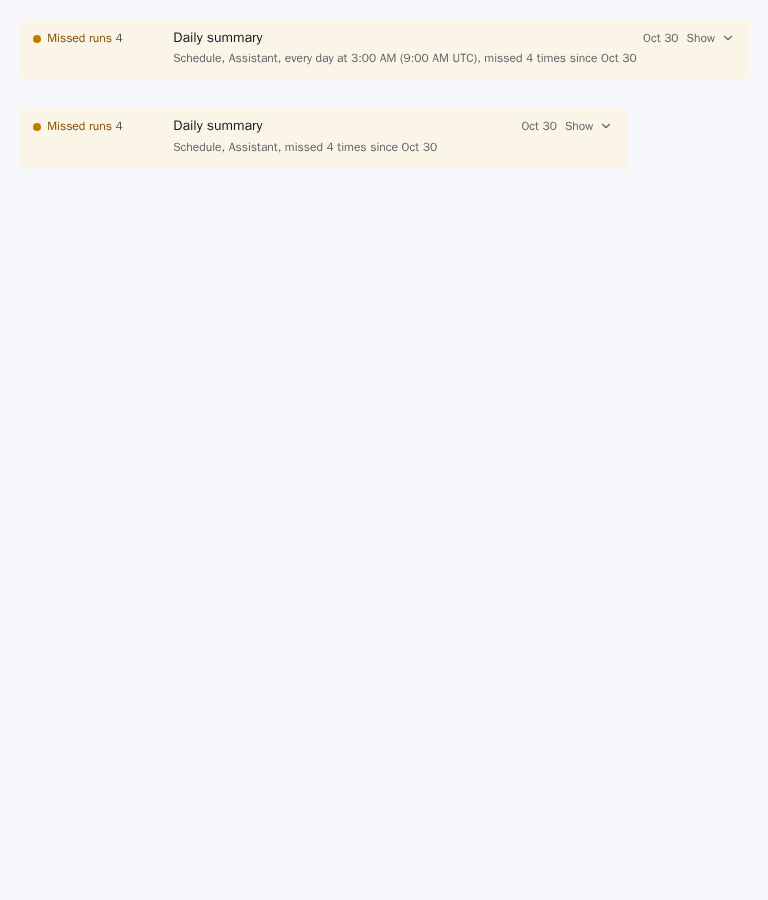 Missed runs 4 Daily summary Oct 30 Show
Schedule, Assistant, every day at 3:00 AM (9:00 AM UTC), missed 4 times since Oct 30
Missed runs 4 Daily summary Oct 30 Show
Schedule, Assistant, missed 4 times since Oct 30